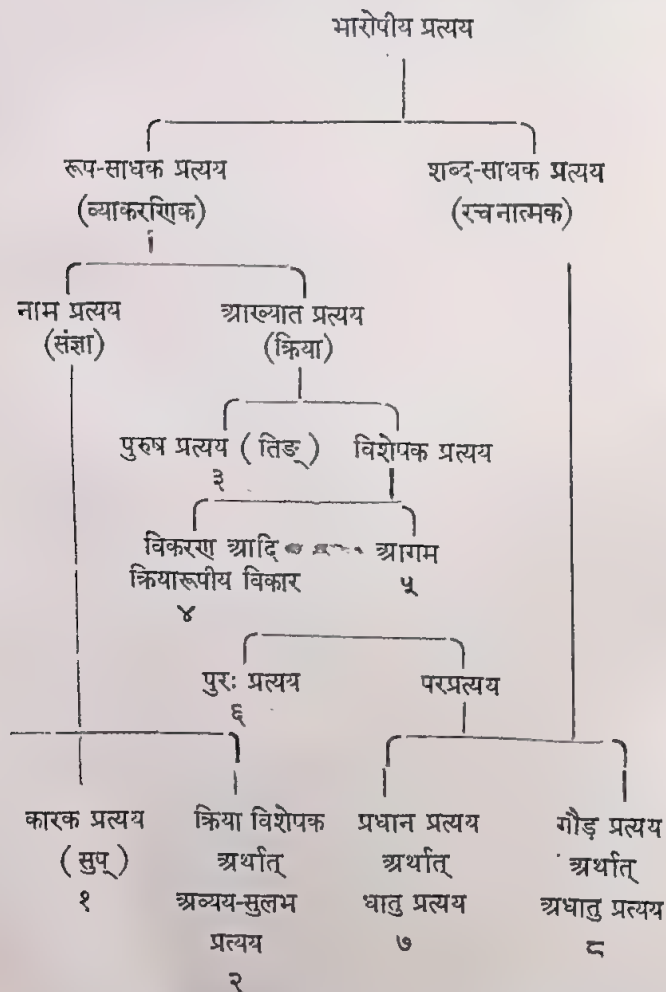 भारोपीय प्रत्यय
रूप-साधक प्रत्यय शब्द-साधक प्रत्यय
(व्याकरणिक) (रचनात्मक)
नाम प्रत्यय आख्यात प्रत्यय
(संज्ञा) (क्रिया)
पुरुष प्रत्यय (तिङ्) विशेषक प्रत्यय
३
विकरण आदि आगम
क्रियारूपीय विकार ५
४
पुरः प्रत्यय परप्रत्यय
६
कारक प्रत्यय क्रिया विशेषक प्रधान प्रत्यय गौड़ प्रत्यय
(सुप्) अर्थात् अर्थात् अर्थात्
१ अव्यय-सुलभ धातु प्रत्यय अधातु प्रत्यय
प्रत्यय ७ ८
२